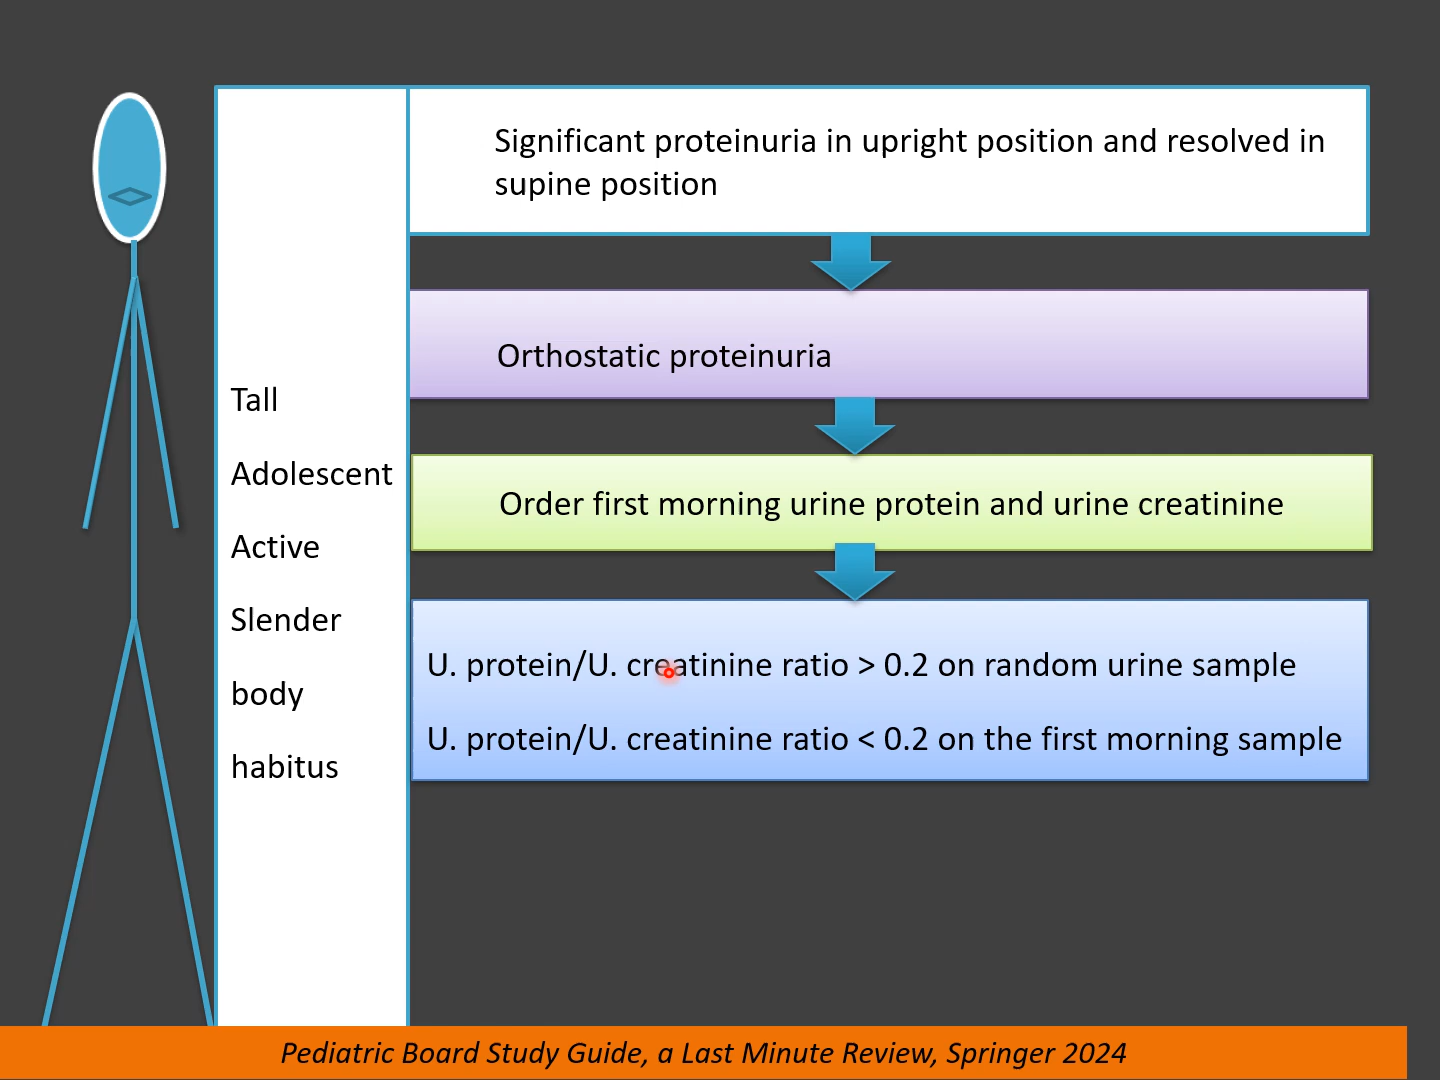 Significant proteinuria in upright position and resolved in
supine position
Orthostatic proteinuria
Tall
Adolescent
Active
Slender
body
habitus
Order first morning urine protein and urine creatinine
U. protein/U. creatinine ratio > 0.2 on random urine sample
U. protein/U. creatinine ratio < 0.2 on the first morning sample
Pediatric Board Study Guide, a Last Minute Review, Springer 2024